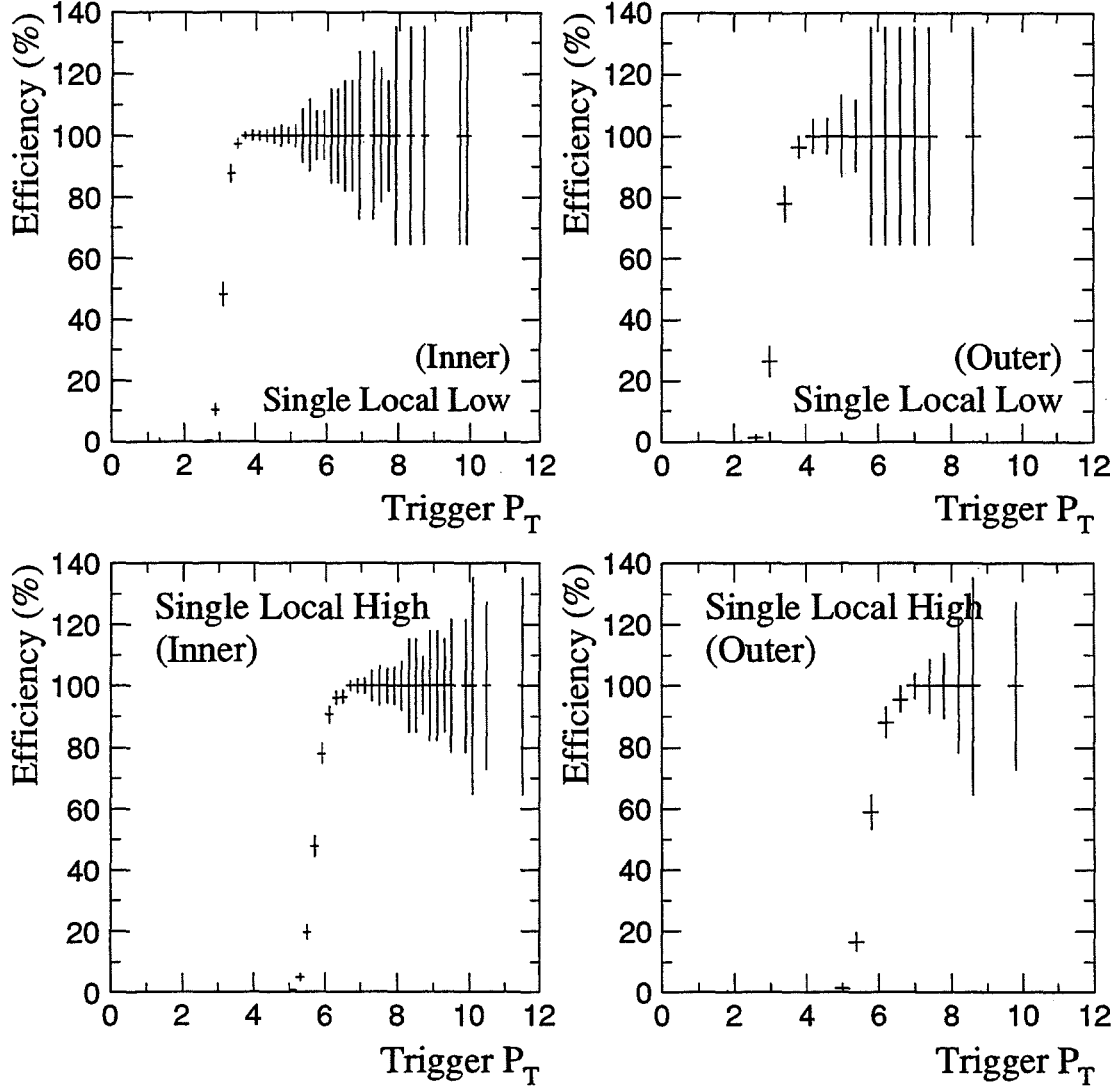 140
120
100
80
60
40
20
0
Efficiency (%)
(Inner)
Single Local Low
0 2 4 6 8 10 12
Trigger P_T
140
120
100
80
60
40
20
0
Efficiency (%)
(Outer)
Single Local Low
0 2 4 6 8 10 12
Trigger P_T
140
120
100
80
60
40
20
0
Efficiency (%)
Single Local High
(Inner)
0 2 4 6 8 10 12
Trigger P_T
140
120
100
80
60
40
20
0
Efficiency (%)
Single Local High
(Outer)
0 2 4 6 8 10 12
Trigger P_T